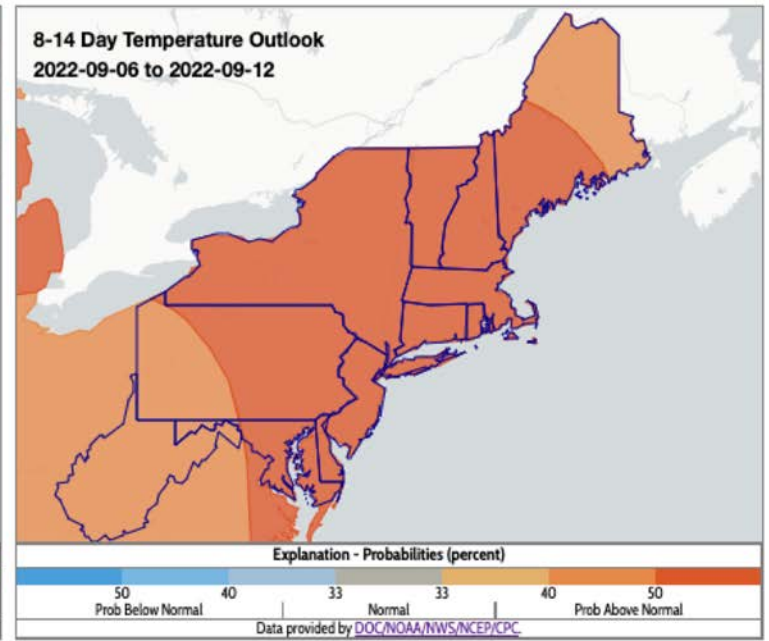 8-14 Day Temperature Outlook
2022-09-06 to 2022-09-12
Explanation - Probabilities (percent)
50 40 33 33 40 50
Prob Below Normal | Normal | Prob Above Normal
Data provided by DOC/NOAA/NWS/NCEP/CPC